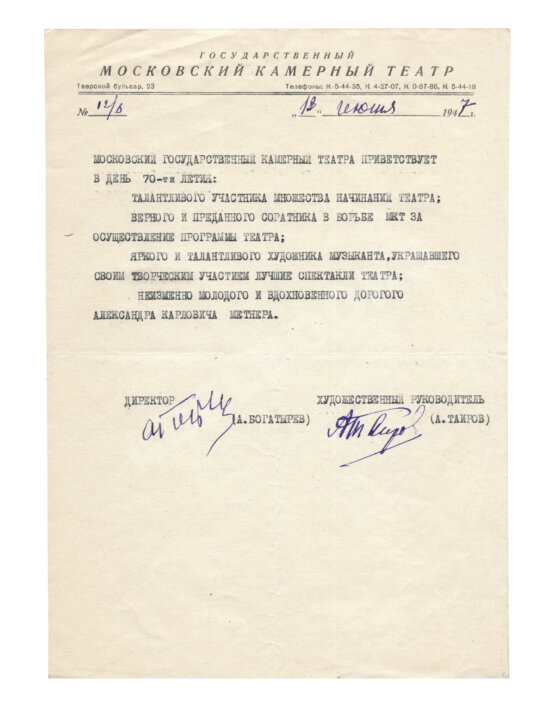 ГОСУДАРСТВЕННЫЙ
МОСКОВСКИЙ КАМЕРНЫЙ ТЕАТР
Тверской бульвар, 23 Телефоны: К 5-44-35, К 4-27-07, К 0-67-86, К 5-44-18
№ 12/Б „12“ июня 1947 г.
МОСКОВСКИЙ ГОСУДАРСТВЕННЫЙ КАМЕРНЫЙ ТЕАТРА ПРИВЕТСТВУЕТ
В ДЕНЬ 70-ти ЛЕТИЯ:
ТАЛАНТЛИВОГО УЧАСТНИКА МНОЖЕСТВА НАЧИНАНИЙ ТЕАТРА;
ВЕРНОГО И ПРЕДАННОГО СОРАТНИКА В БОРЬБЕ МКТ ЗА
ОСУЩЕСТВЛЕНИЕ ПРОГРАММЫ ТЕАТРА;
ЯРКОГО И ТАЛАНТЛИВОГО ХУДОЖНИКА МУЗЫКАНТА,УКРАШАВШЕГО
СВОИМ ТВОРЧЕСКИМ УЧАСТИЕМ ЛУЧШИЕ СПЕКТАКЛИ ТЕАТРА;
НЕИЗМЕННО МОЛОДОГО И ВДОХНОВЕННОГО ДОРОГОГО
АЛЕКСАНДРА КАРЛОВИЧА МЕТНЕРА.
ДИРЕКТОР ХУДОЖЕСТВЕННЫЙ РУКОВОДИТЕЛЬ
(А.БОГАТЫРЕВ) АТаиров (А.ТАИРОВ)